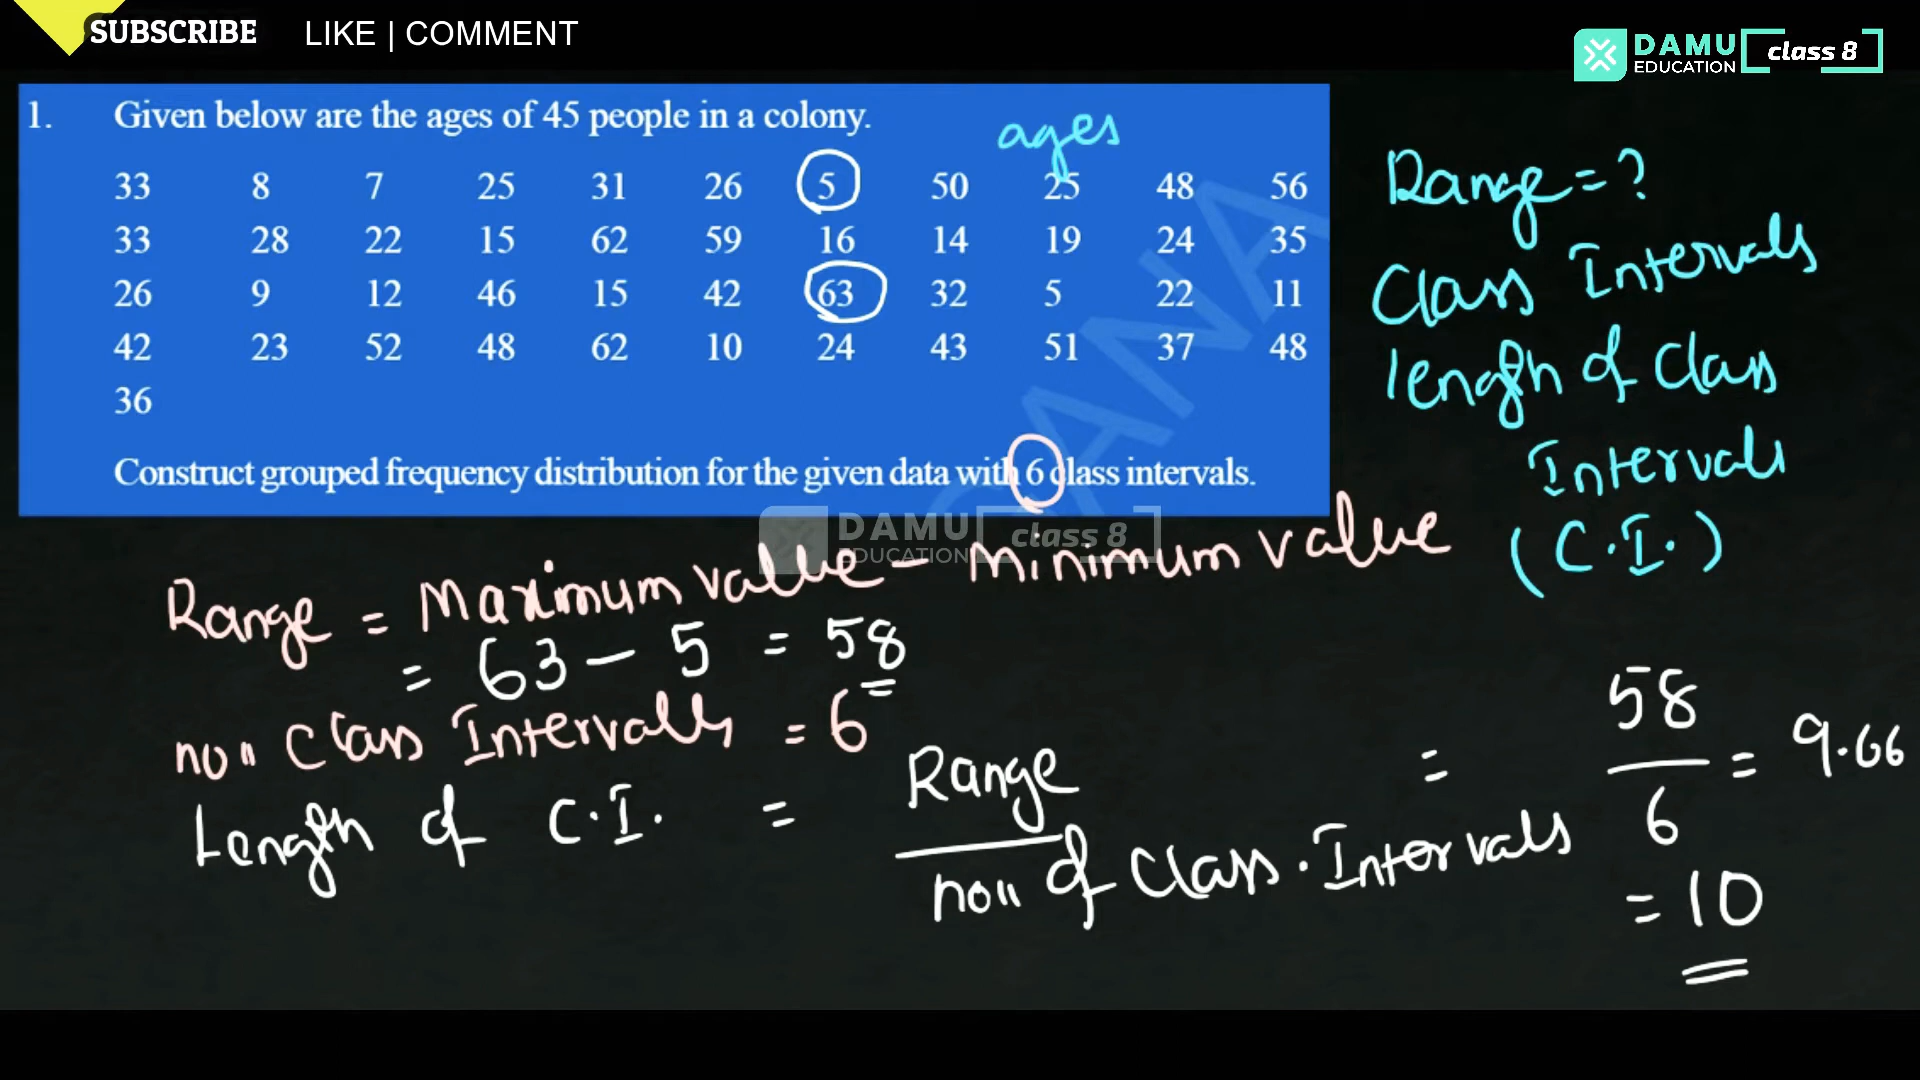 SUBSCRIBE LIKE | COMMENT
DAMU EDUCATION class 8
1. Given below are the ages of 45 people in a colony.
ages
33 8 7 25 31 26 5 50 25 48 56
33 28 22 15 62 59 16 14 19 24 35
26 9 12 46 15 42 63 32 5 22 11
42 23 52 48 62 10 24 43 51 37 48
36
Construct grouped frequency distribution for the given data with 6 class intervals.
Range = ?
Class Intervals
length of Class
Intervals
(C.I.)
DAMU EDUCATION class 8
Range = Maximum value - Minimum value
= 63 - 5 = 58
no" Class Intervals = 6
Length of C.I. = Range / no" of Class. Intervals = 58 / 6 = 9.66
= 10